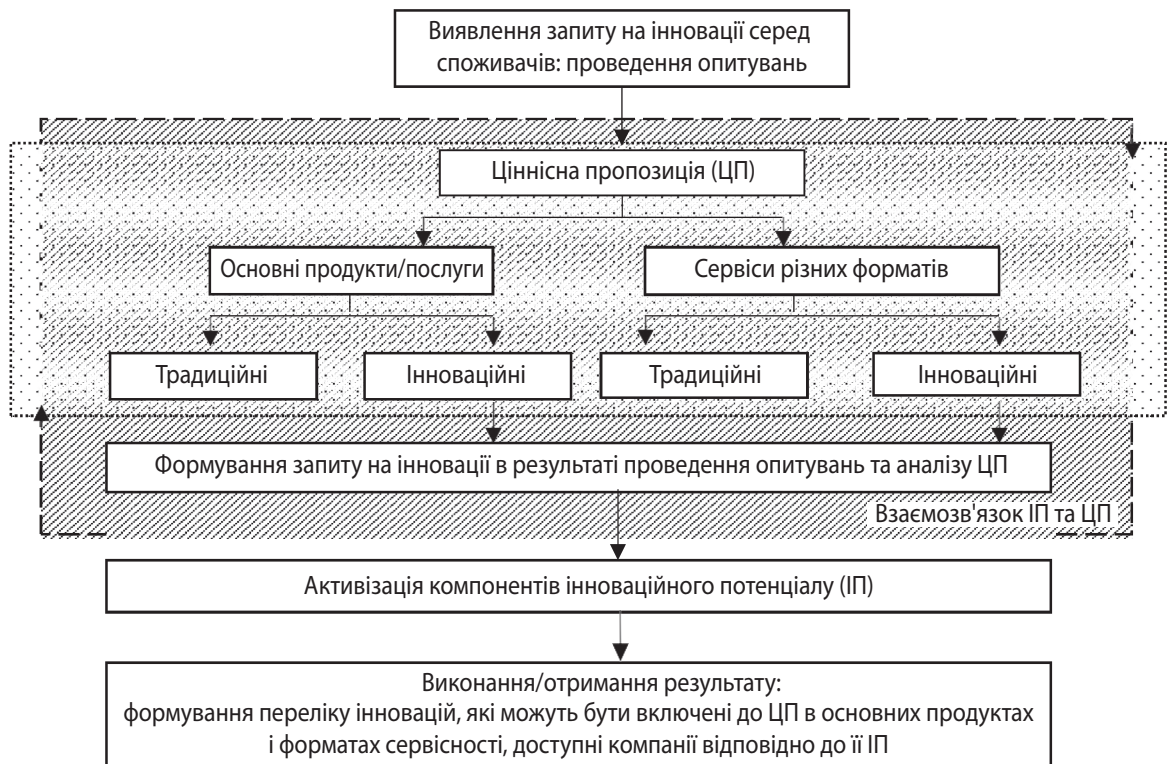 Виявлення запиту на інновації серед
споживачів: проведення опитувань
Ціннісна пропозиція (ЦП)
Основні продукти/послуги
Сервіси різних форматів
Традиційні
Інноваційні
Традиційні
Інноваційні
Формування запиту на інновації в результаті проведення опитувань та аналізу ЦП
Взаємозв'язок ІП та ЦП
Активізація компонентів інноваційного потенціалу (ІП)
Виконання/отримання результату:
формування переліку інновацій, які можуть бути включені до ЦП в основних продуктах
і форматах сервісності, доступні компанії відповідно до її ІП